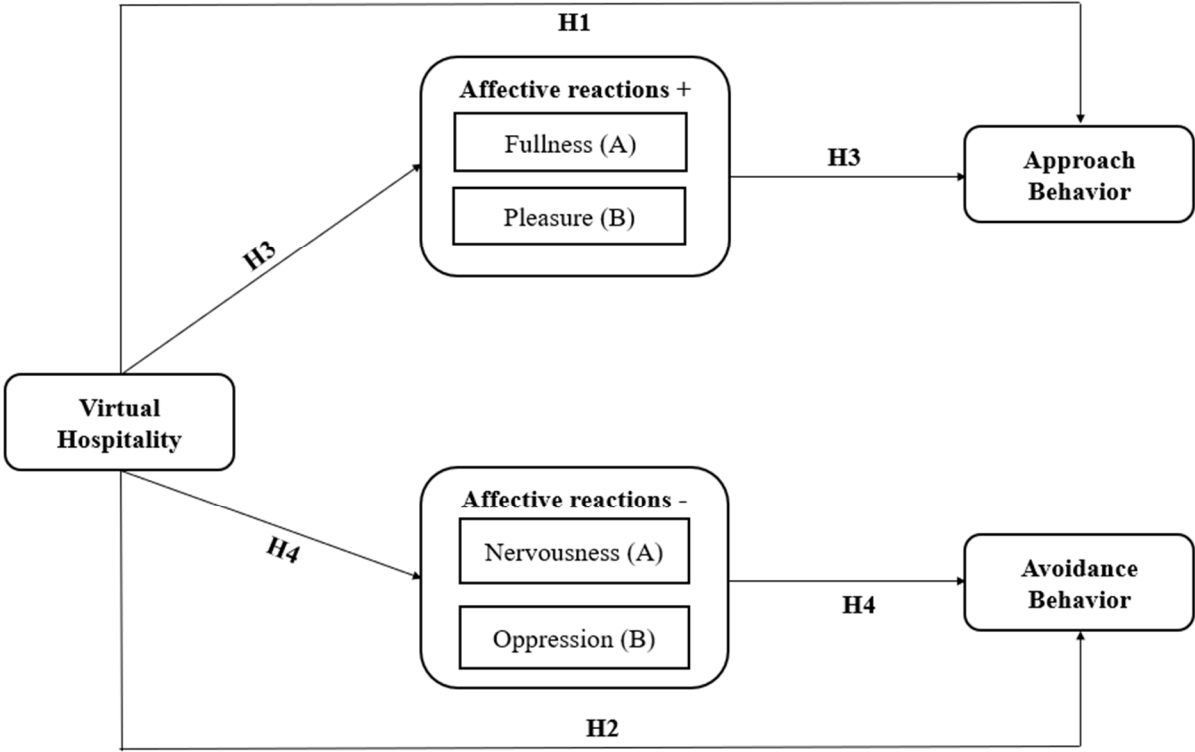 H1
Affective reactions +
Fullness (A)
Pleasure (B)
H3
Approach
Behavior
H3
Virtual
Hospitality
H4
Affective reactions -
Nervousness (A)
Oppression (B)
H4
Avoidance
Behavior
H2